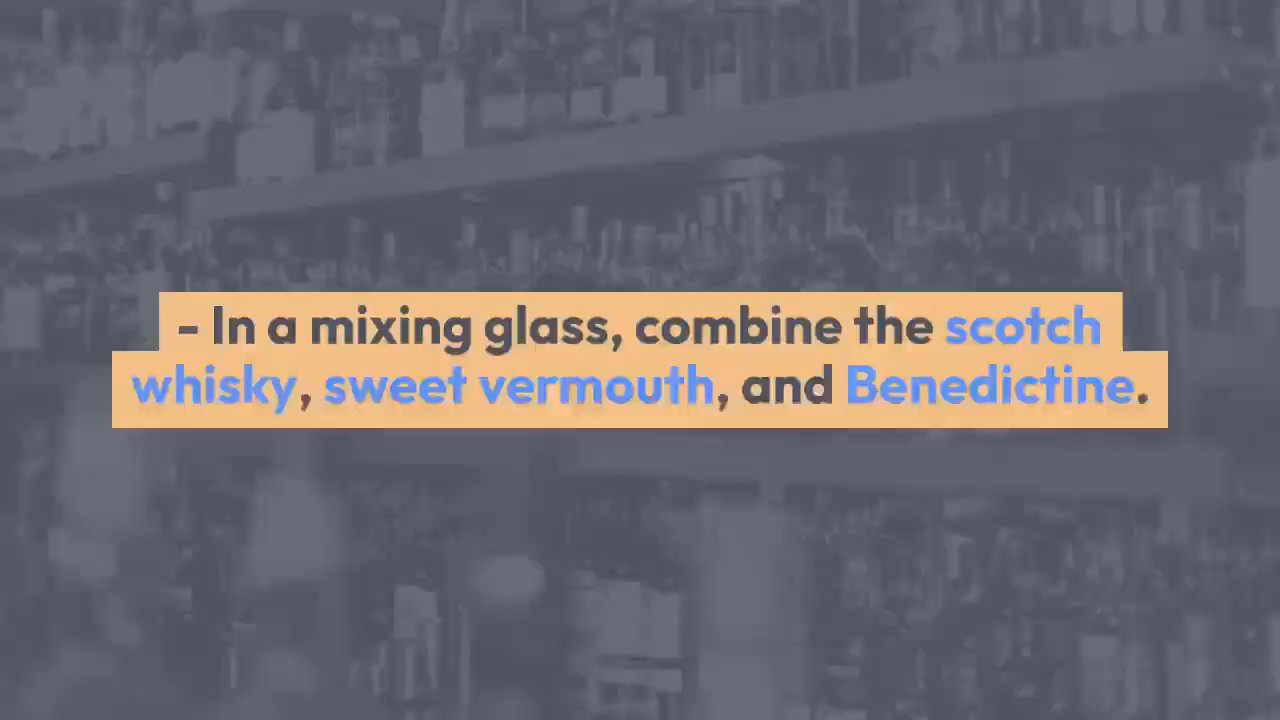 - In a mixing glass, combine the scotch
whisky, sweet vermouth, and Benedictine.